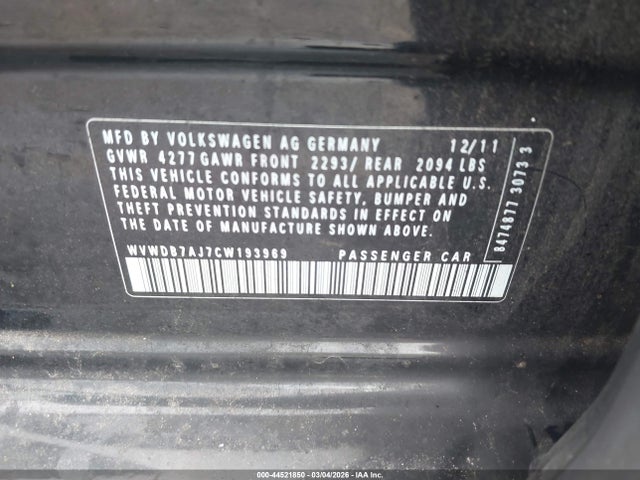 MFD BY VOLKSWAGEN AG GERMANY 12/11
GVWR 4277 GAWR FRONT 2293/ REAR 2094 LBS
THIS VEHICLE CONFORMS TO ALL APPLICABLE U.S.
FEDERAL MOTOR VEHICLE SAFETY, BUMPER AND
THEFT PREVENTION STANDARDS IN EFFECT ON
THE DATE OF MANUFACTURE SHOWN ABOVE.
WVWDB7AJ7CW193969 PASSENGER CAR
8474877 3073 3
000-44521850 | 03/04/2026 | IAA Inc. ©